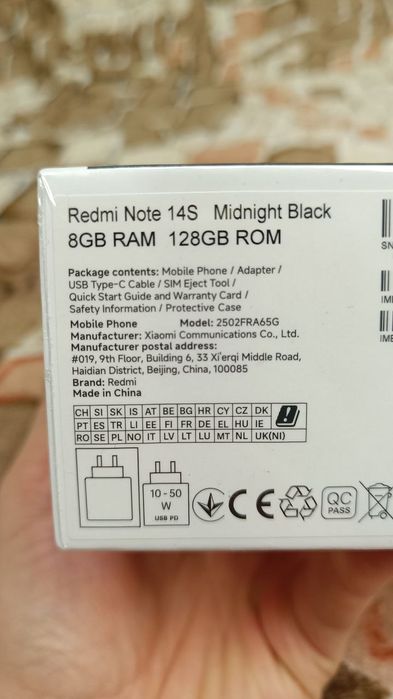 Redmi Note 14S Midnight Black
8GB RAM 128GB ROM
Package contents: Mobile Phone / Adapter /
USB Type-C Cable / SIM Eject Tool /
Quick Start Guide and Warranty Card /
Safety Information / Protective Case
Mobile Phone Model: 2502FRA65G
Manufacturer: Xiaomi Communications Co., Ltd.
Manufacturer postal address:
#019, 9th Floor, Building 6, 33 Xi'erqi Middle Road,
Haidian District, Beijing, China, 100085
Brand: Redmi
Made in China
CH SI SK IS AT BE BG HR CY CZ DK
PT ES TR LI EE FI FR DE EL HU IE
RO SE PL NO IT LV LT LU MT NL UK(NI)
10 - 50
W
USB PD
CE
QC
PASS
SN
IME
IME